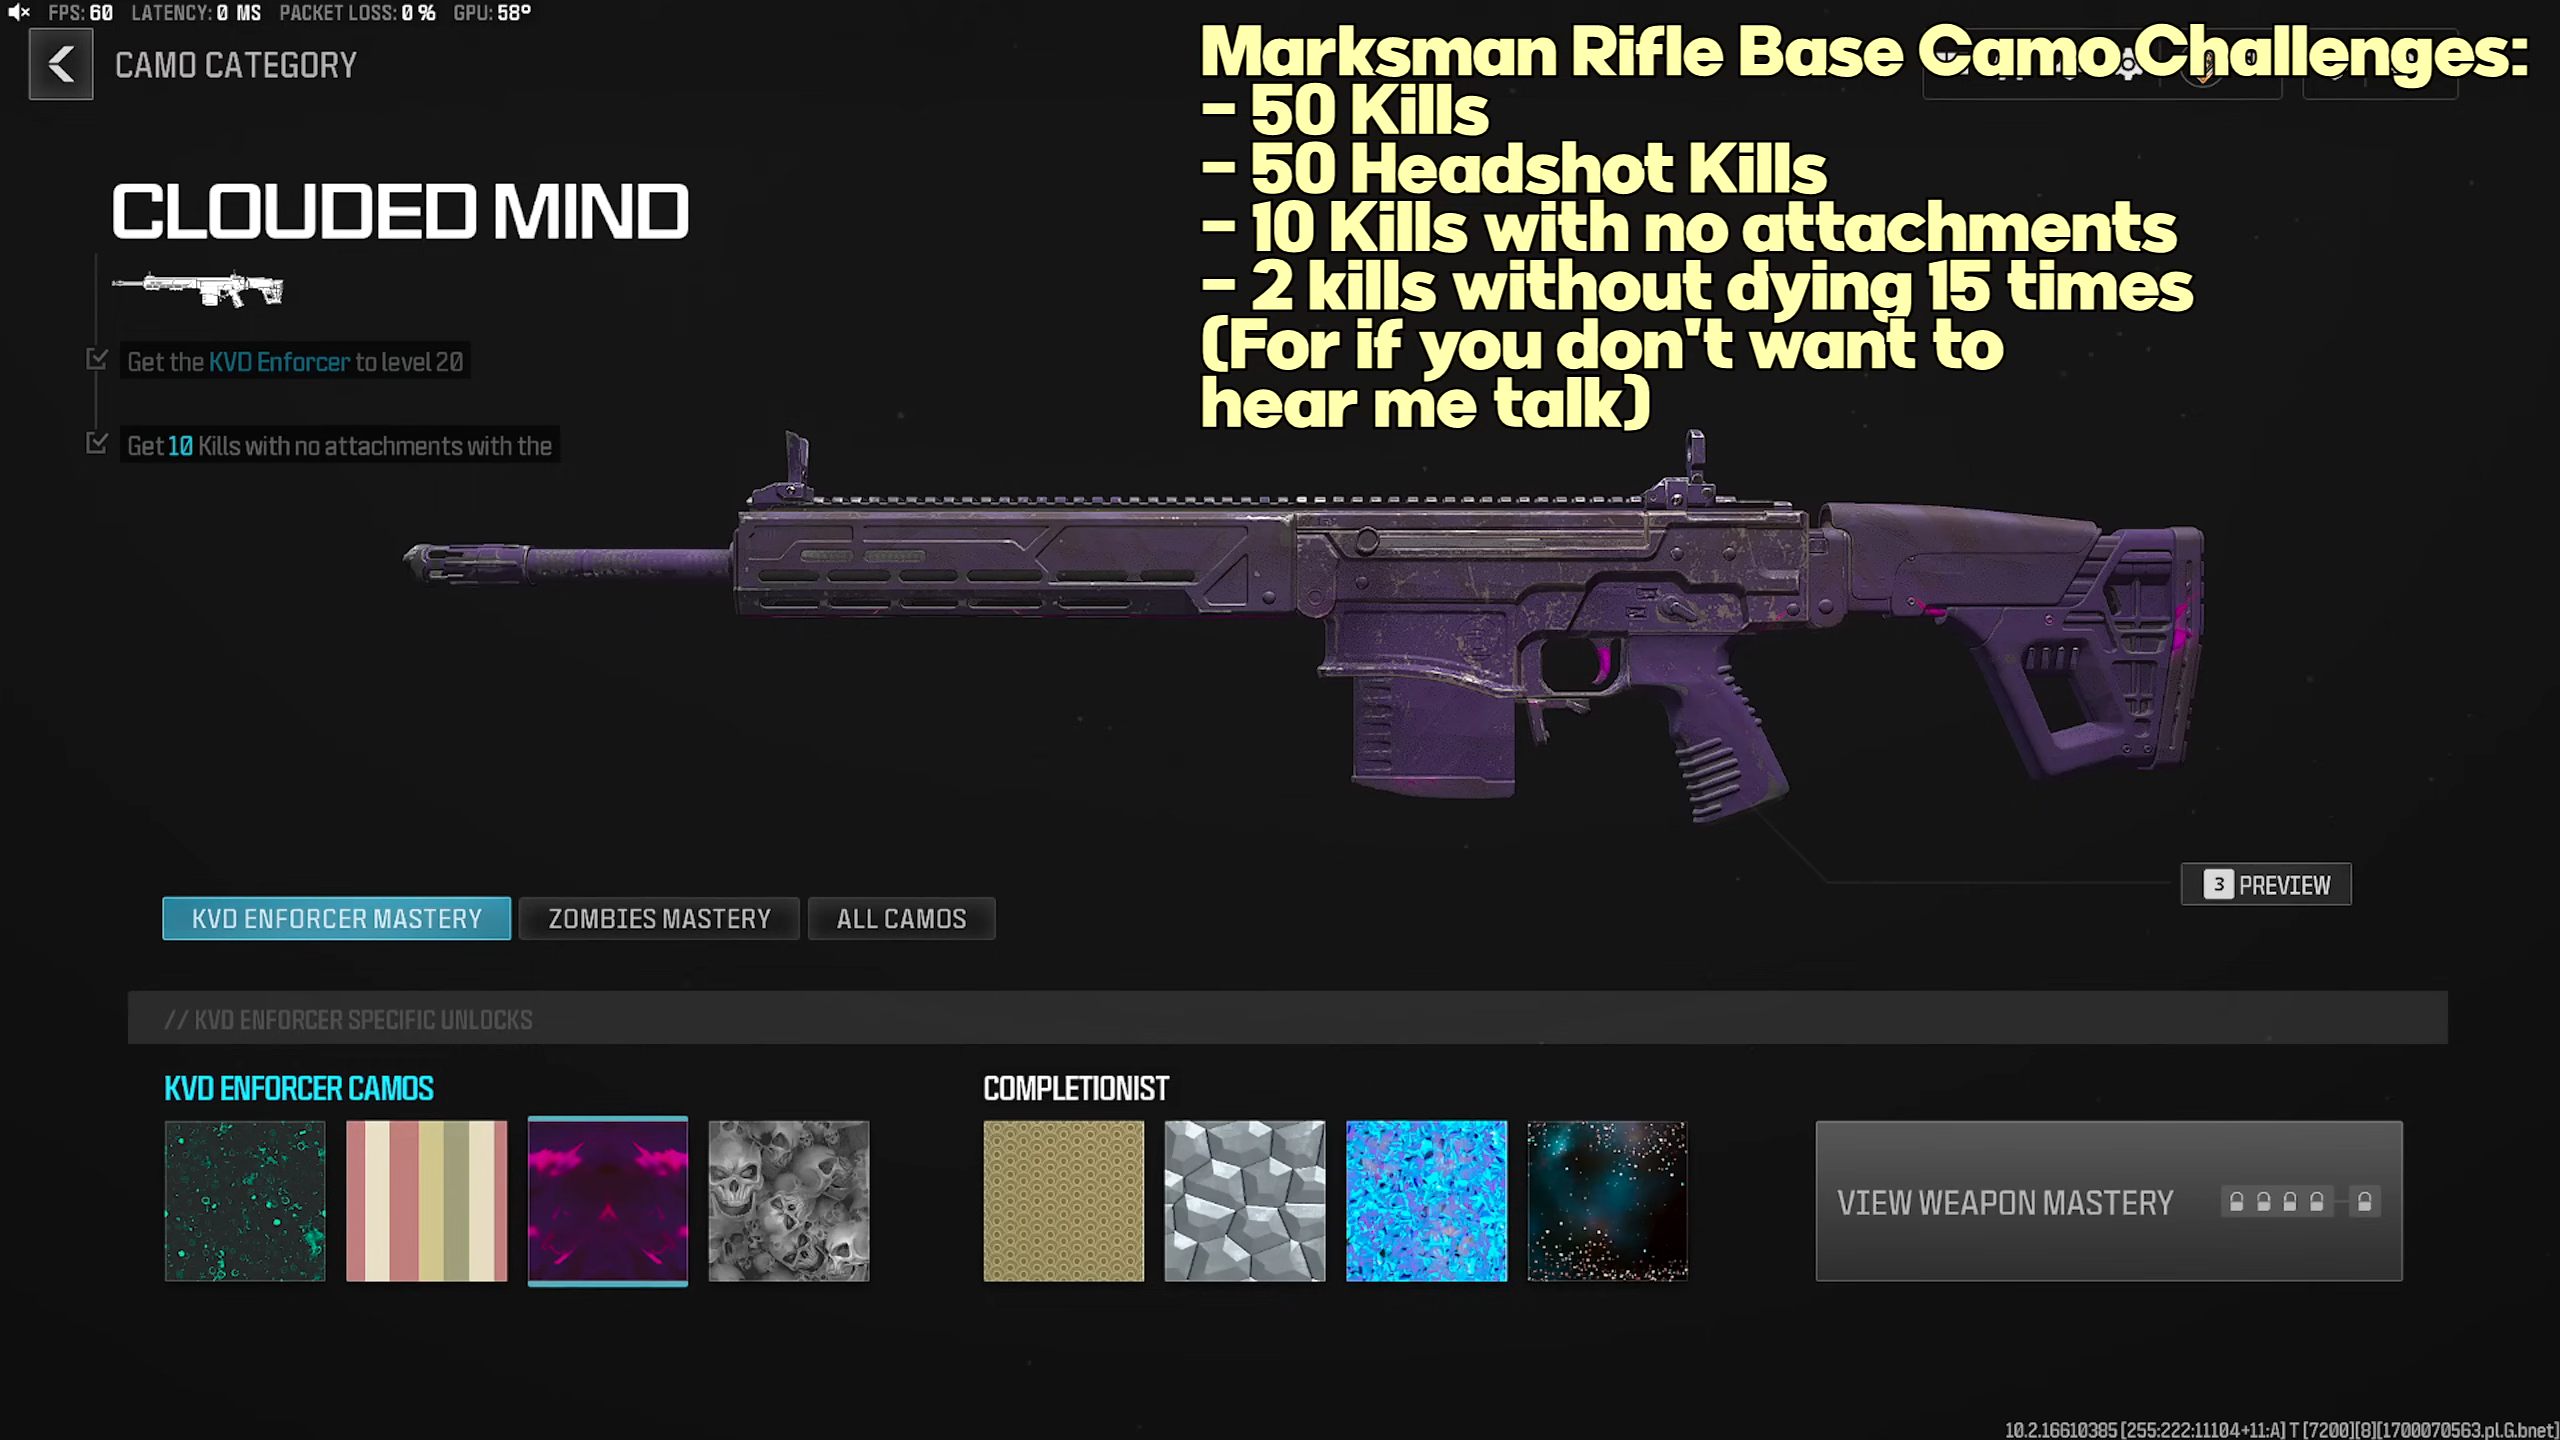 FPS: 60 LATENCY: 0 MS PACKET LOSS: 0 % GPU: 58°
CAMO CATEGORY
Marksman Rifle Base Camo Challenges:
- 50 Kills
- 50 Headshot Kills
- 10 Kills with no attachments
- 2 kills without dying 15 times
(For if you don't want to
hear me talk)
CLOUDED MIND
Get the KVD Enforcer to level 20
Get 10 Kills with no attachments with the
3 PREVIEW
KVD ENFORCER MASTERY ZOMBIES MASTERY ALL CAMOS
// KVD ENFORCER SPECIFIC UNLOCKS
KVD ENFORCER CAMOS COMPLETIONIST
VIEW WEAPON MASTERY
10.2.16610385 [255:222:11104+11:A] T [7200][8][1700070563.pl.G.bnet]